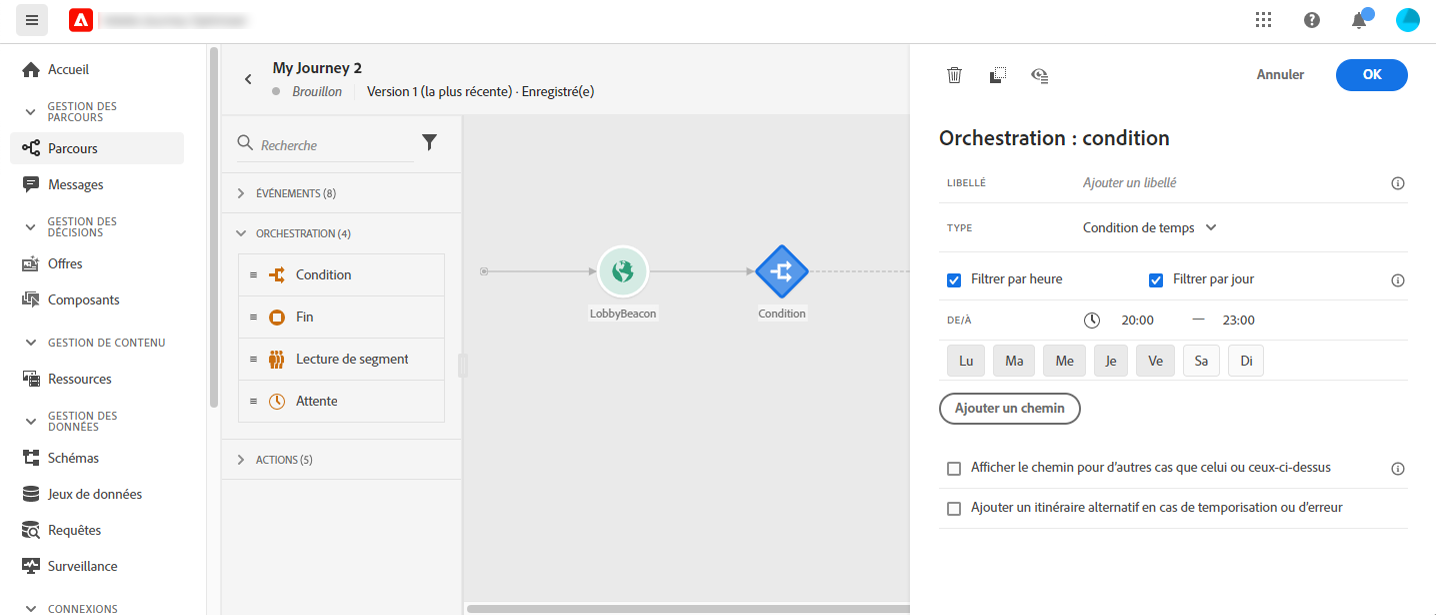 Accueil
GESTION DES
PARCOURS
Parcours
Messages
GESTION DES
DÉCISIONS
Offres
Composants
GESTION DE CONTENU
Ressources
GESTION DES
DONNÉES
Schémas
Jeux de données
Requêtes
Surveillance
CONNEXIONS
My Journey 2
Brouillon
Version 1 (la plus récente) · Enregistré(e)
Recherche
ÉVÉNEMENTS (8)
ORCHESTRATION (4)
Condition
Fin
Lecture de segment
Attente
ACTIONS (5)
LobbyBeacon
Condition
Annuler
OK
Orchestration : condition
LIBELLÉ
Ajouter un libellé
TYPE
Condition de temps
Filtrer par heure
Filtrer par jour
DE/À
20:00 — 23:00
Lu Ma Me Je Ve Sa Di
Ajouter un chemin
Afficher le chemin pour d'autres cas que celui ou ceux-ci-dessus
Ajouter un itinéraire alternatif en cas de temporisation ou d'erreur